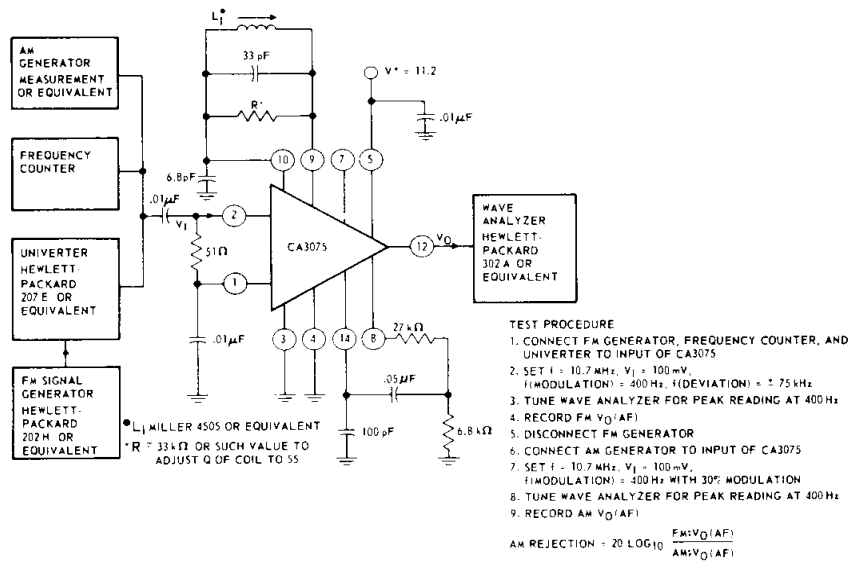 L₁*
33 pF
R*
V⁺ = 11.2
.01µF
AM
GENERATOR
MEASUREMENT
OR EQUIVALENT
FREQUENCY
COUNTER
UNIVERTER
HEWLETT-
PACKARD
207 E OR
EQUIVALENT
FM SIGNAL
GENERATOR
HEWLETT-
PACKARD
202 H OR
EQUIVALENT
6.8pF
.01µF
V₁
51Ω
.01µF
10
9
7
5
2
1
CA3075
12
V₀
3
4
14
8
27 kΩ
.05µF
100 pF
6.8 kΩ
WAVE
ANALYZER
HEWLETT-
PACKARD
302 A OR
EQUIVALENT
● L₁ MILLER 4505 OR EQUIVALENT
*R = 33 kΩ OR SUCH VALUE TO
ADJUST Q OF COIL TO 55
TEST PROCEDURE
1. CONNECT FM GENERATOR, FREQUENCY COUNTER, AND
UNIVERTER TO INPUT OF CA3075
2. SET f = 10.7 MHz, V₁ = 100 mV,
f(MODULATION) = 400 Hz, f(DEVIATION) = ± 75 kHz
3. TUNE WAVE ANALYZER FOR PEAK READING AT 400 Hz
4. RECORD FM V₀(AF)
5. DISCONNECT FM GENERATOR
6. CONNECT AM GENERATOR TO INPUT OF CA3075
7. SET f = 10.7 MHz, V₁ = 100 mV,
f(MODULATION) = 400 Hz WITH 30% MODULATION
8. TUNE WAVE ANALYZER FOR PEAK READING AT 400 Hz
9. RECORD AM V₀(AF)
AM REJECTION = 20 LOG₁₀ FM:V₀(AF)
AM:V₀(AF)